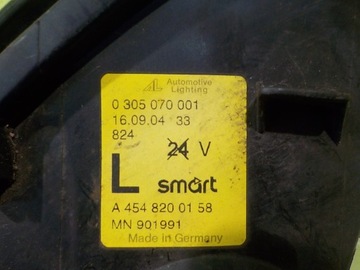 AL Automotive
Lighting
0 305 070 001
16.09.04 33
824
24 V
L smart
A 454 820 01 58
MN 901991
Made in Germany